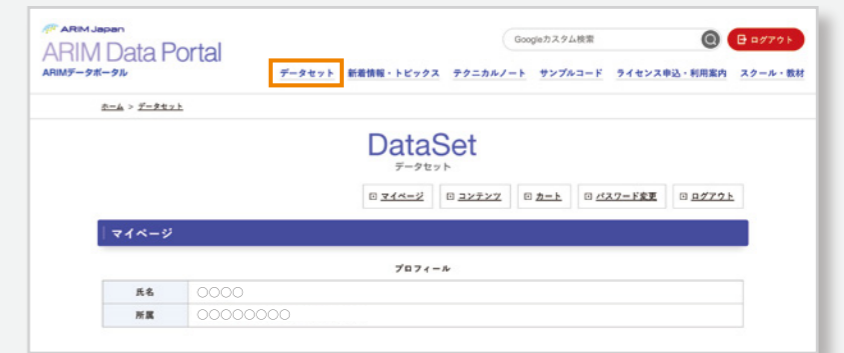 ARIM Japan
ARIM Data Portal
ARIMデータポータル
Googleカスタム検索
ログアウト
データセット 新着情報・トピックス テクニカルノート サンプルコード ライセンス申込・利用案内 スクール・教材
ホーム > データセット
DataSet
データセット
マイページ コンテンツ カート パスワード変更 ログアウト
マイページ
プロフィール
氏名 ○○○○
所属 ○○○○○○○○